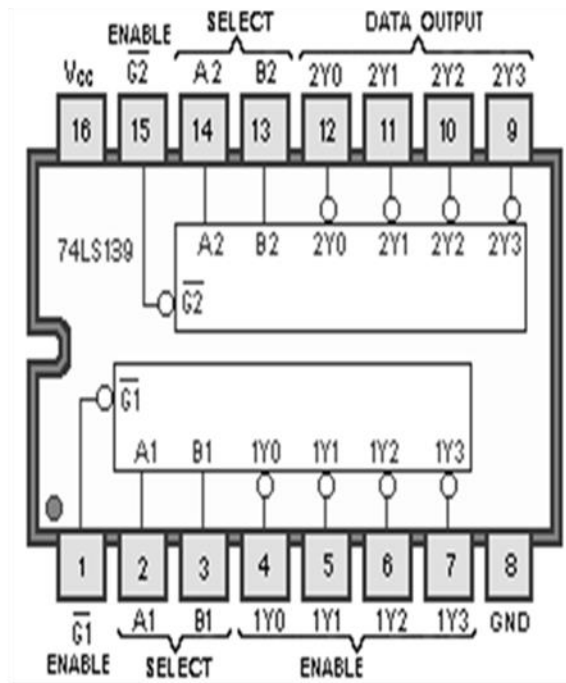 SELECT DATA OUTPUT
ENABLE
Vcc G2 A2 B2 2Y0 2Y1 2Y2 2Y3
16 15 14 13 12 11 10 9
74LS139
A2 B2 2Y0 2Y1 2Y2 2Y3
G2
G1
A1 B1 1Y0 1Y1 1Y2 1Y3
1 2 3 4 5 6 7 8
G1 A1 B1 1Y0 1Y1 1Y2 1Y3 GND
ENABLE SELECT ENABLE